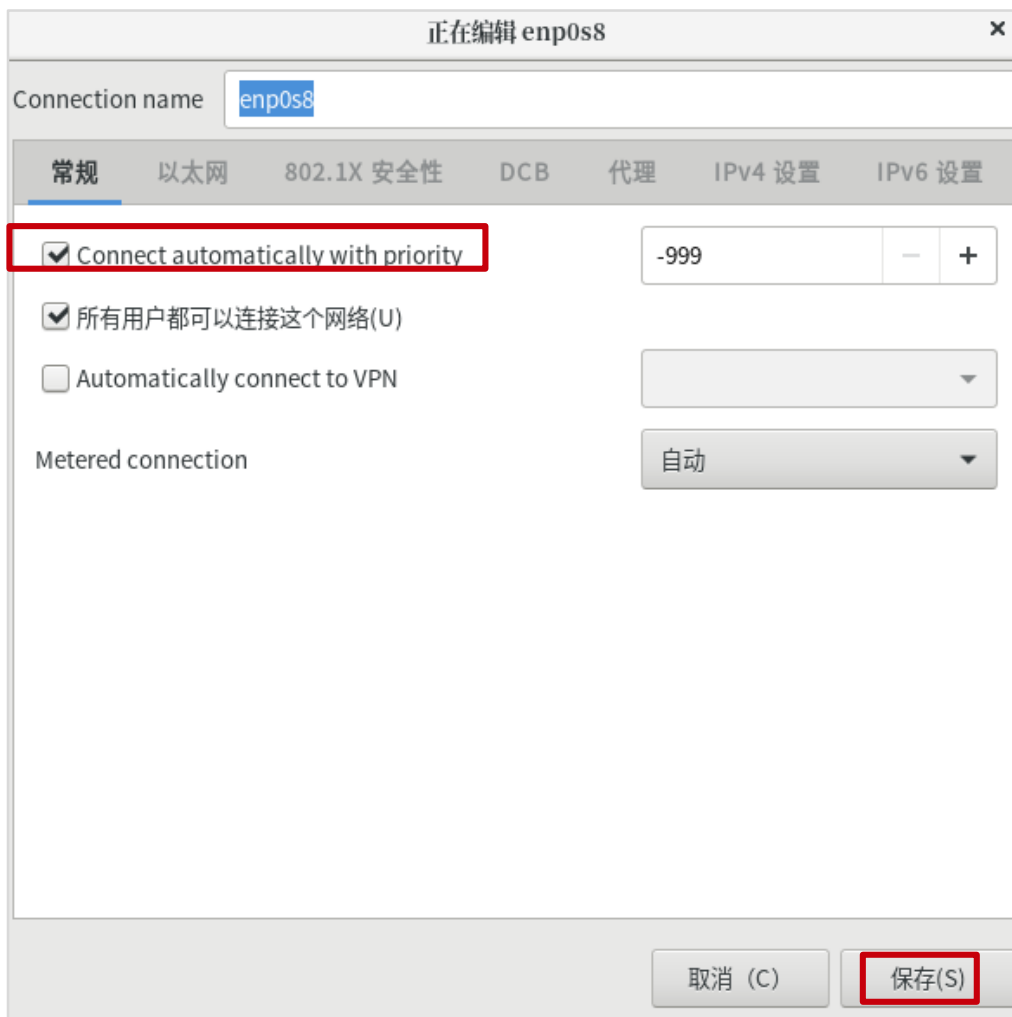 正在编辑 enp0s8
Connection name enp0s8
常规 以太网 802.1X 安全性 DCB 代理 IPv4 设置 IPv6 设置
Connect automatically with priority -999
所有用户都可以连接这个网络(U)
Automatically connect to VPN
Metered connection 自动
取消（C） 保存(S)